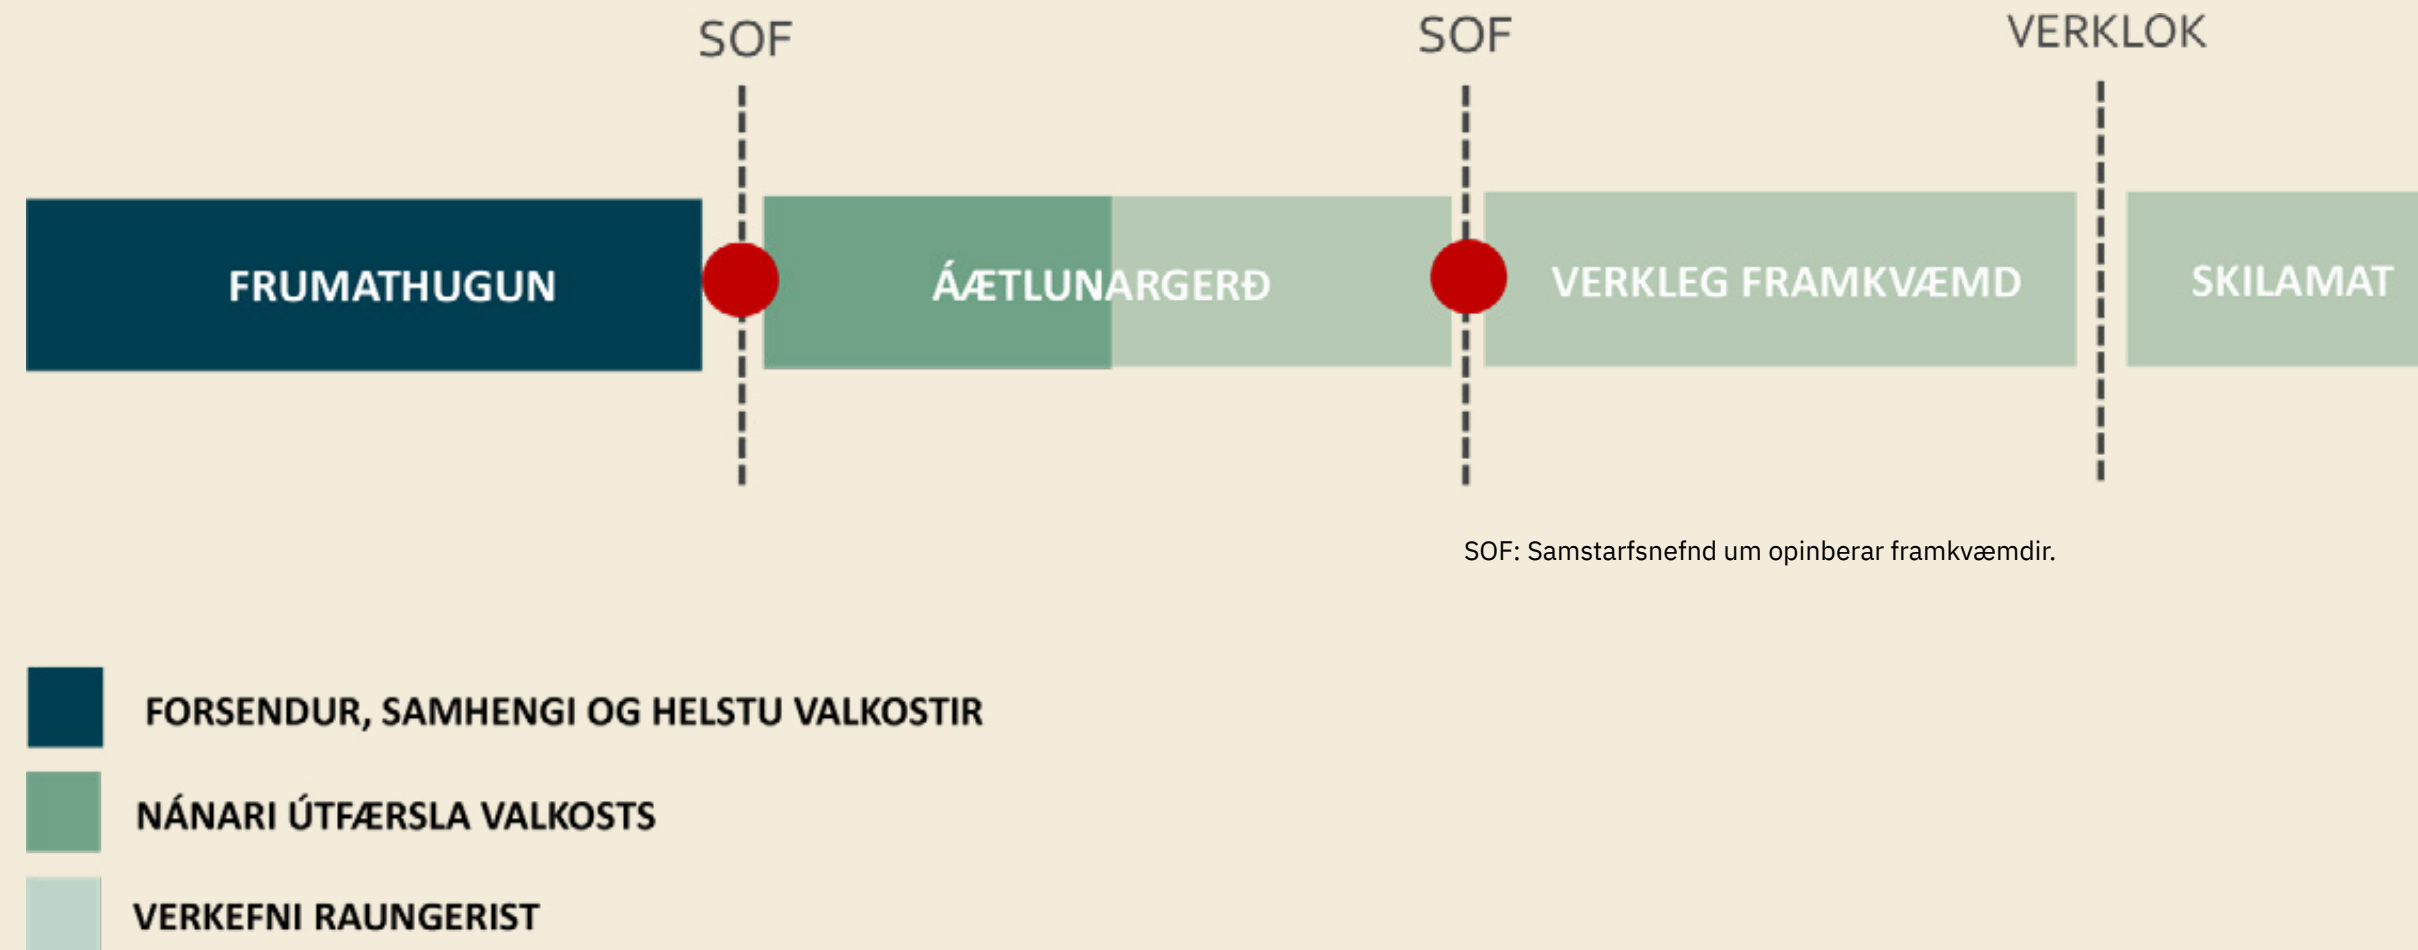 SOF
SOF
VERKLOK
FRUMATHUGUN
ÁÆTLUNARGERÐ
VERKLEG FRAMKVÆMD
SKILAMAT
SOF: Samstarfsnefnd um opinberar framkvæmdir.
FORSENDUR, SAMHENGI OG HELSTU VALKOSTIR
NÁNARI ÚTFÆRSLA VALKOSTS
VERKEFNI RAUNGERIST